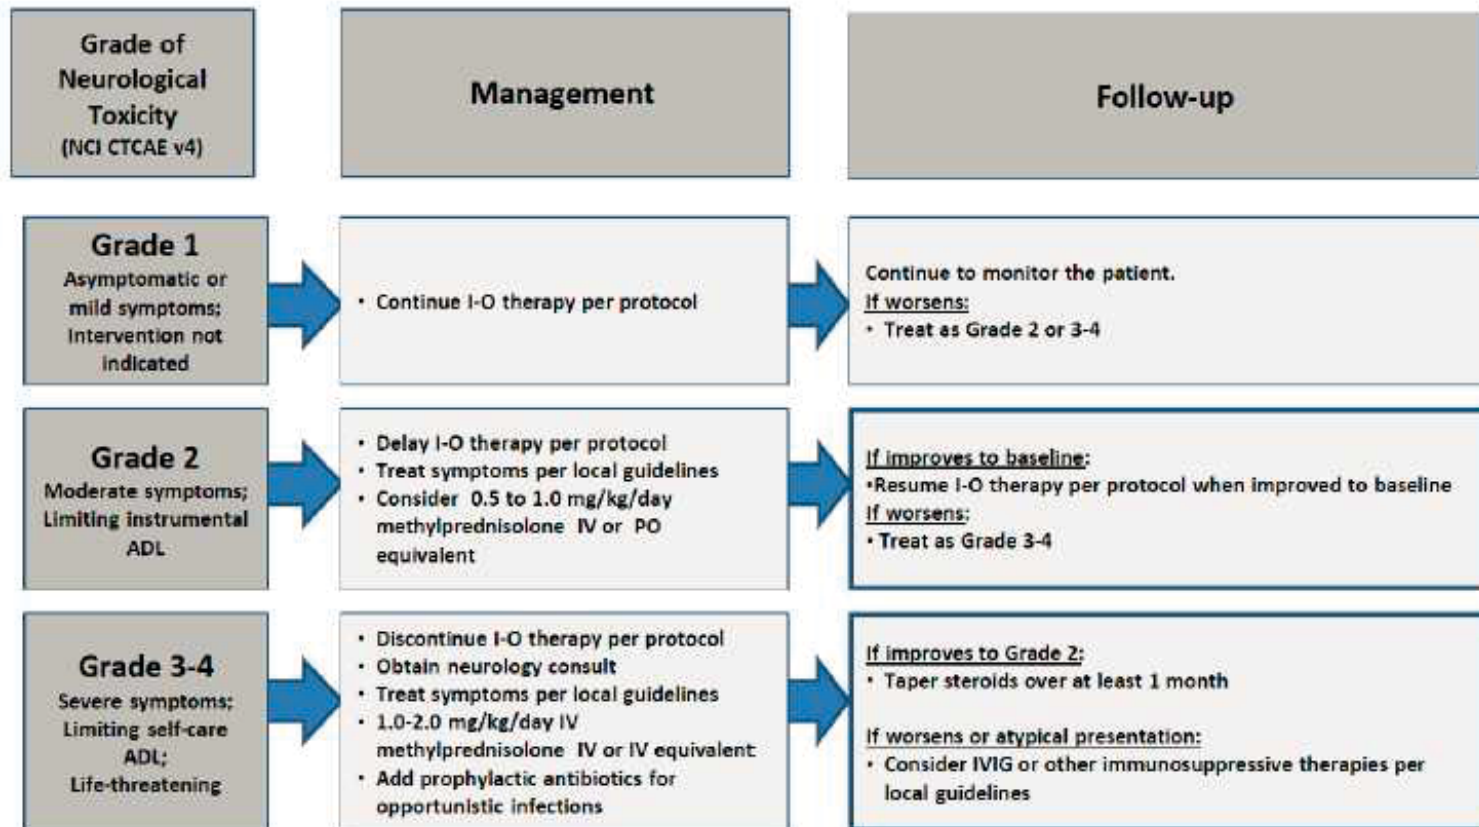 Grade of
Neurological
Toxicity
(NCI CTCAE v4)
Management
Follow-up
Grade 1
Asymptomatic or
mild symptoms;
Intervention not
indicated
• Continue I-O therapy per protocol
Continue to monitor the patient.
If worsens:
• Treat as Grade 2 or 3-4
Grade 2
Moderate symptoms;
Limiting instrumental
ADL
• Delay I-O therapy per protocol
• Treat symptoms per local guidelines
• Consider 0.5 to 1.0 mg/kg/day
methylprednisolone IV or PO
equivalent
If improves to baseline:
•Resume I-O therapy per protocol when improved to baseline
If worsens:
• Treat as Grade 3-4
Grade 3-4
Severe symptoms;
Limiting self-care
ADL;
Life-threatening
• Discontinue I-O therapy per protocol
• Obtain neurology consult
• Treat symptoms per local guidelines
• 1.0-2.0 mg/kg/day IV
methylprednisolone IV or IV equivalent
• Add prophylactic antibiotics for
opportunistic infections
If improves to Grade 2:
• Taper steroids over at least 1 month
If worsens or atypical presentation:
• Consider IVIG or other immunosuppressive therapies per
local guidelines